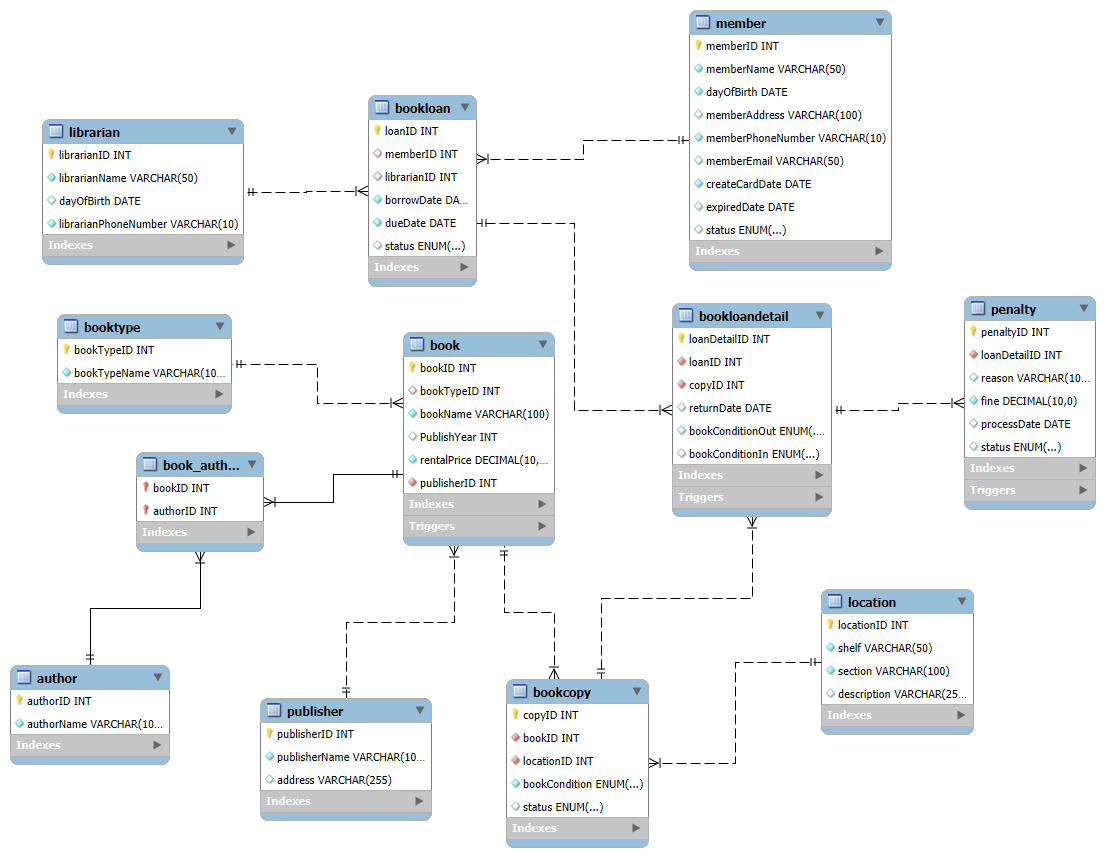 member
memberID INT
memberName VARCHAR(50)
dayOfBirth DATE
memberAddress VARCHAR(100)
memberPhoneNumber VARCHAR(10)
memberEmail VARCHAR(50)
createCardDate DATE
expiredDate DATE
status ENUM(...)
Indexes
bookloan
loanID INT
memberID INT
librarianID INT
borrowDate DA...
dueDate DATE
status ENUM(...)
Indexes
librarian
librarianID INT
librarianName VARCHAR(50)
dayOfBirth DATE
librarianPhoneNumber VARCHAR(10)
Indexes
booktype
bookTypeID INT
bookTypeName VARCHAR(10...
Indexes
book
bookID INT
bookTypeID INT
bookName VARCHAR(100)
PublishYear INT
rentalPrice DECIMAL(10,...
publisherID INT
Indexes
Triggers
bookloandetail
loanDetailID INT
loanID INT
copyID INT
returnDate DATE
bookConditionOut ENUM(...
bookConditionIn ENUM(...)
Indexes
Triggers
penalty
penaltyID INT
loanDetailID INT
reason VARCHAR(10...
fine DECIMAL(10,0)
processDate DATE
status ENUM(...)
Indexes
Triggers
book_auth...
bookID INT
authorID INT
Indexes
author
authorID INT
authorName VARCHAR(10...
Indexes
publisher
publisherID INT
publisherName VARCHAR(10...
address VARCHAR(255)
Indexes
bookcopy
copyID INT
bookID INT
locationID INT
bookCondition ENUM(...)
status ENUM(...)
Indexes
location
locationID INT
shelf VARCHAR(50)
section VARCHAR(100)
description VARCHAR(25...
Indexes